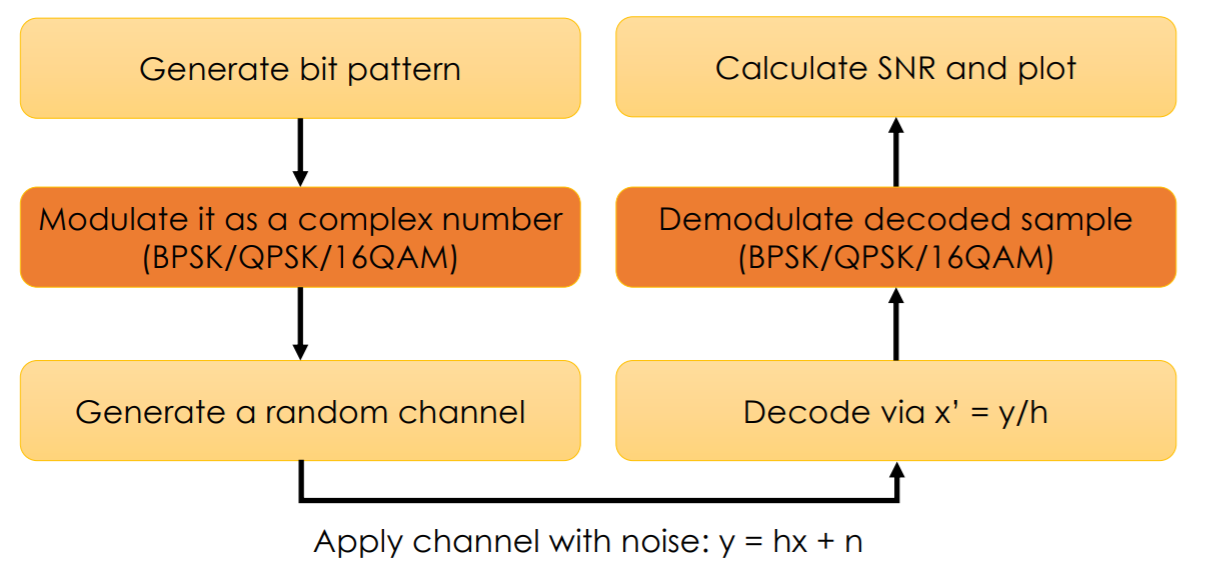 Generate bit pattern
Modulate it as a complex number
(BPSK/QPSK/16QAM)
Generate a random channel
Apply channel with noise: y = hx + n
Decode via x’ = y/h
Demodulate decoded sample
(BPSK/QPSK/16QAM)
Calculate SNR and plot